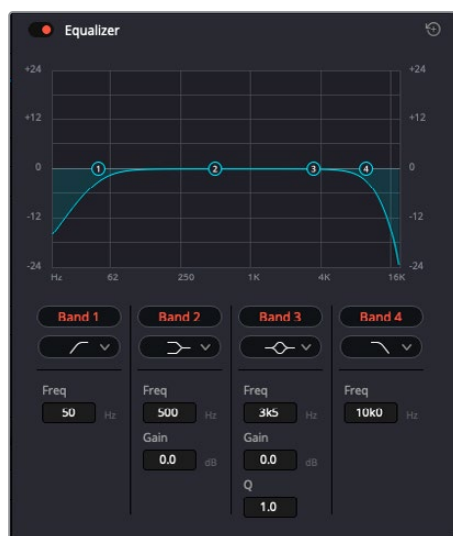 Equalizer
+24 +24
+12 +12
1 2 3 4
0 0
-12 -12
-24 -24
Hz 62 250 1K 4K 16K
Band 1 Band 2 Band 3 Band 4
Freq Freq Freq Freq
50 Hz 500 Hz 3k5 Hz 10k0 Hz
Gain Gain
0.0 dB 0.0 dB
Q
1.0